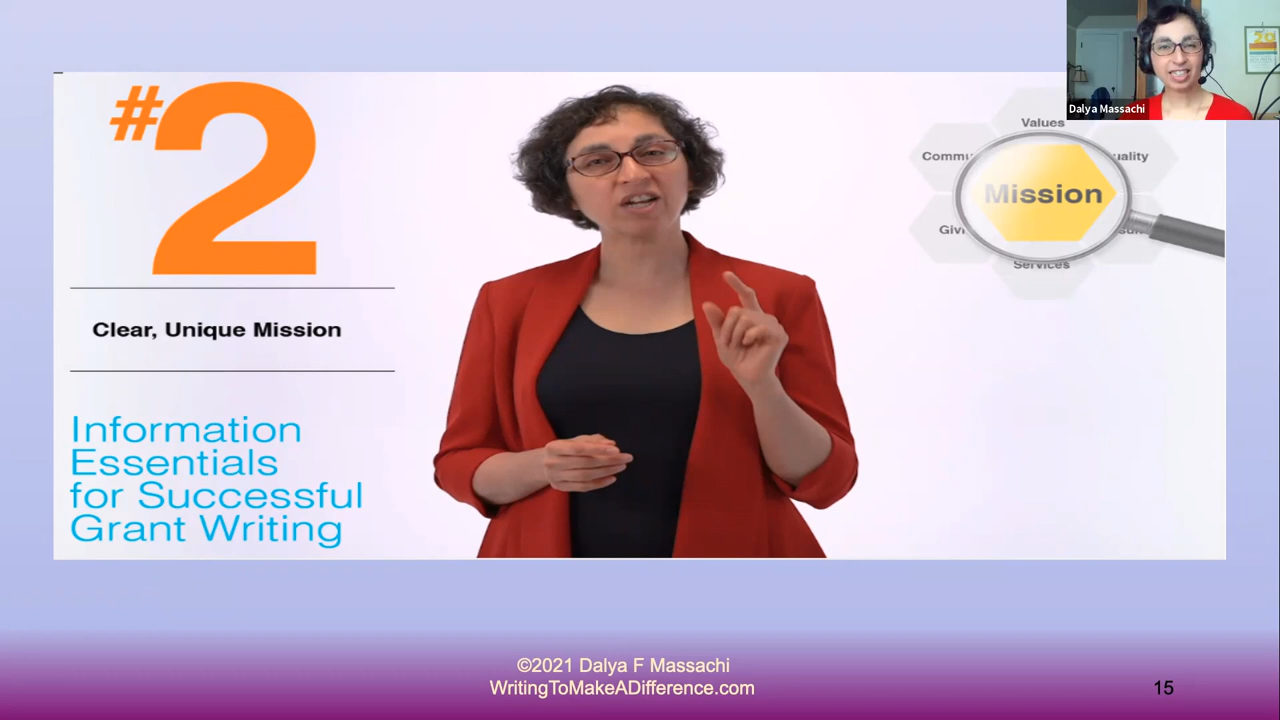 #2
Clear, Unique Mission
Information
Essentials
for Successful
Grant Writing
Dalya Massachi
Values
Mission
Services
©2021 Dalya F Massachi
WritingToMakeADifference.com
15